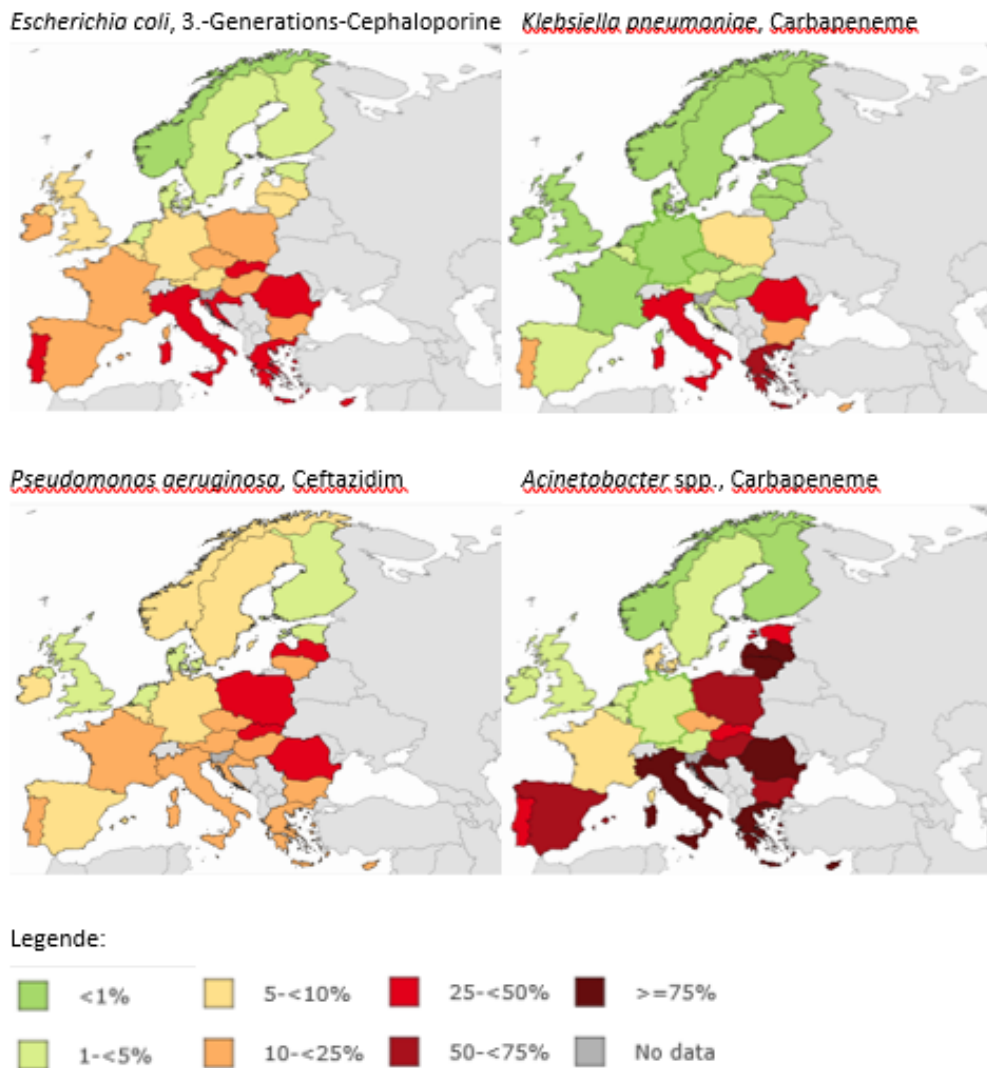 Escherichia coli, 3.-Generations-Cephaloporine
Klebsiella pneumoniae, Carbapeneme
Pseudomonas aeruginosa, Ceftazidim
Acinetobacter spp., Carbapeneme
Legende:
<1%
5-<10%
25-<50%
>=75%
1-<5%
10-<25%
50-<75%
No data